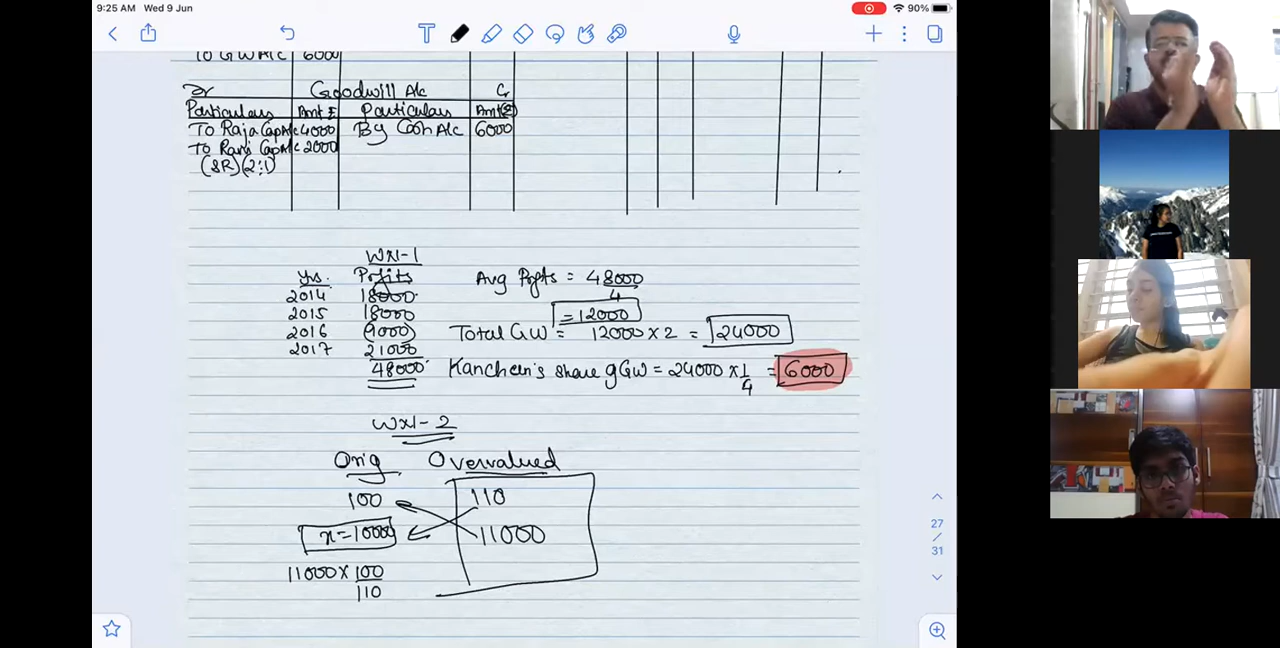 9:25 AM Wed 9 Jun
90%
To GW A/c 6000
Dr Goodwill A/c Cr
Particulars Amt ₹ Particulars Amt(₹)
To Raja Cap A/c 4000 By Cash A/c 6000
To Rani Cap A/c 2000
(SR)(2:1)
WN-1
Yrs. Profits
2014 18000
2015 18000
2016 (9000)
2017 21000
48000
Avg Profits = 48000
4
= 12000
Total GW = 12000 × 2 = 24000
Kanchen's share g GW = 24000 × 1 = 6000
4
WN-2
Orig Overvalued
100 110
x = 10000 11000
11000 × 100
110
27
/
31